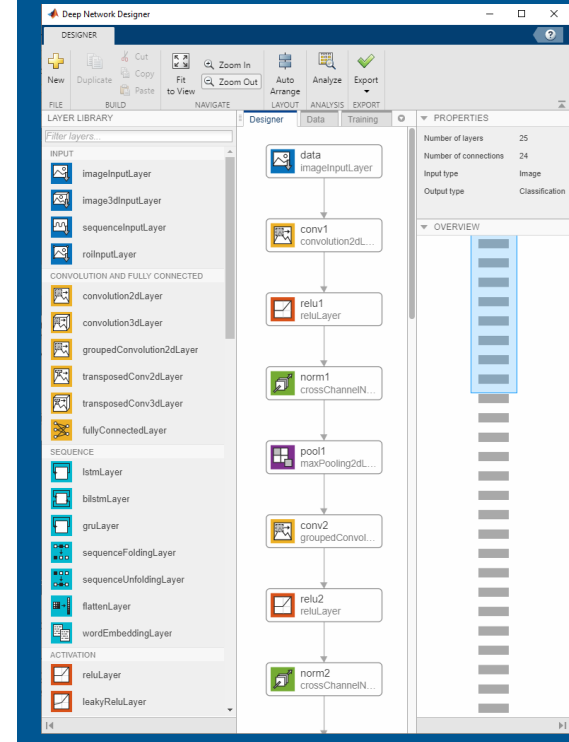 Deep Network Designer
DESIGNER
New
Duplicate
Cut
Copy
Paste
Fit
to View
Zoom In
Zoom Out
Auto
Arrange
Analyze
Export
FILE
BUILD
NAVIGATE
LAYOUT
ANALYSIS
EXPORT
LAYER LIBRARY
Filter layers...
INPUT
imageInputLayer
image3dInputLayer
sequenceInputLayer
roiInputLayer
CONVOLUTION AND FULLY CONNECTED
convolution2dLayer
convolution3dLayer
groupedConvolution2dLayer
transposedConv2dLayer
transposedConv3dLayer
fullyConnectedLayer
SEQUENCE
lstmLayer
bilstmLayer
gruLayer
sequenceFoldingLayer
sequenceUnfoldingLayer
flattenLayer
wordEmbeddingLayer
ACTIVATION
reluLayer
leakyReluLayer
Designer
Data
Training
data
imageInputLayer
conv1
convolution2dL...
relu1
reluLayer
norm1
crossChannelN...
pool1
maxPooling2dL...
conv2
groupedConvol...
relu2
reluLayer
norm2
crossChannelN...
PROPERTIES
Number of layers 25
Number of connections 24
Input type Image
Output type Classification
OVERVIEW